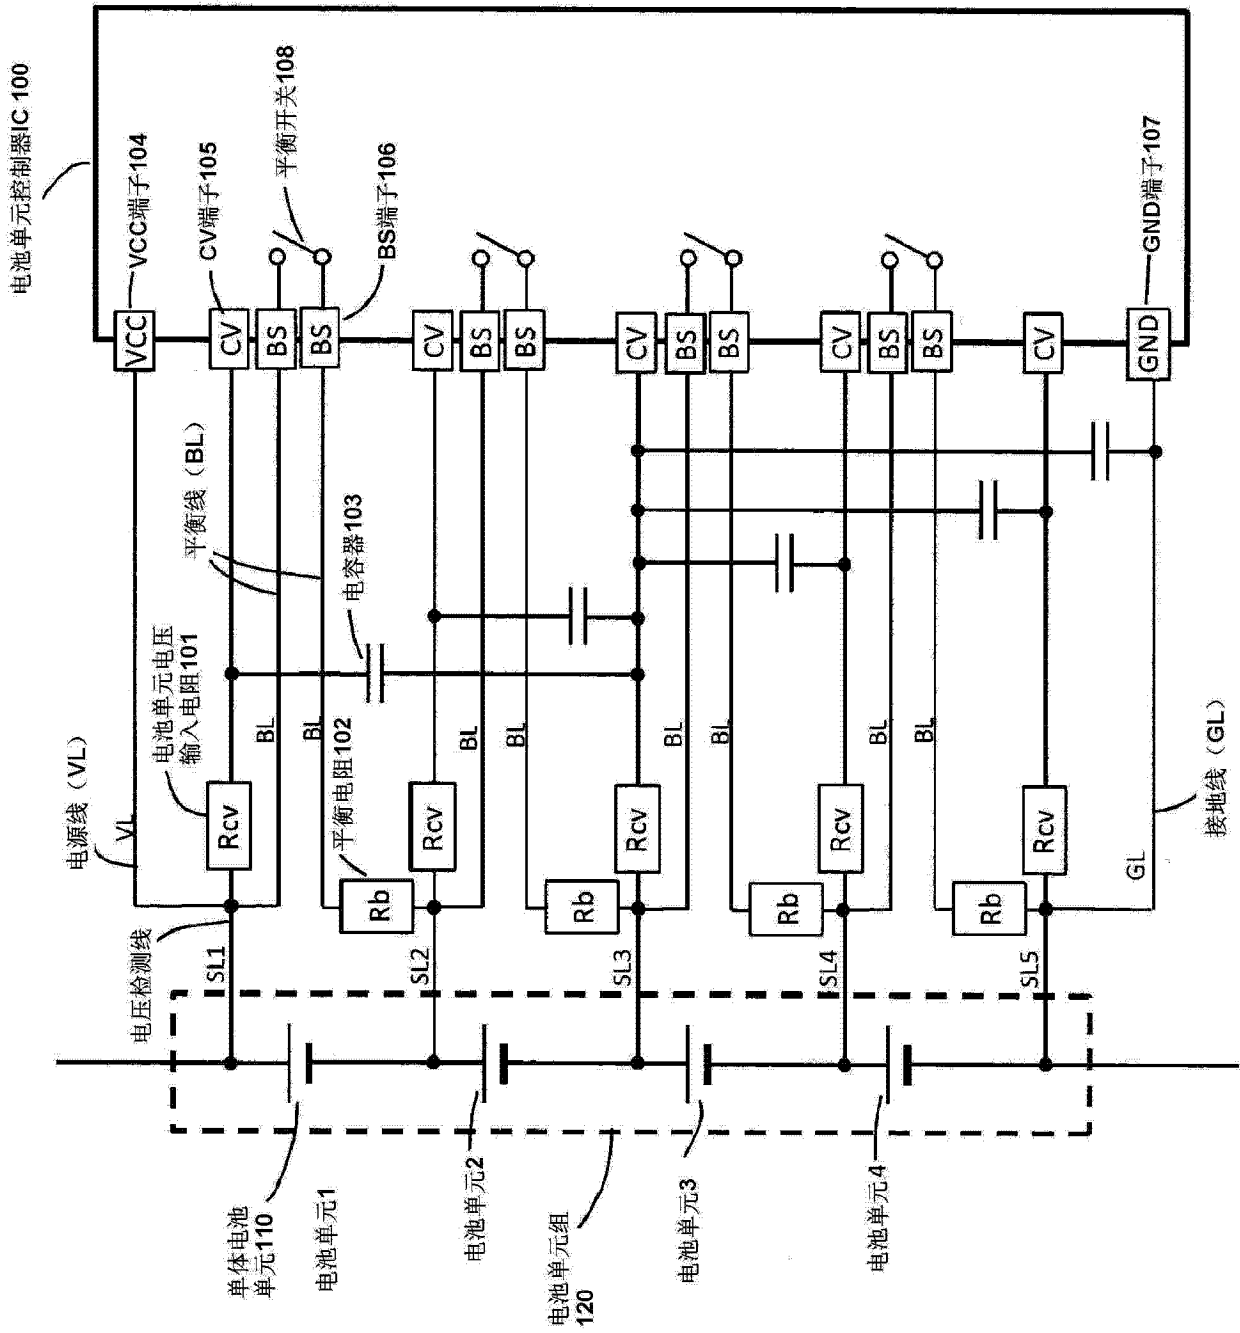 电池单元控制器IC 100
VCC端子104
CV端子105
平衡开关108
BS端子106
GND端子107
VCC
CV
BS
BS
CV
BS
BS
CV
BS
BS
CV
BS
BS
CV
GND
平衡线（BL）
电容器103
电池单元电压
输入电阻101
平衡电阻102
电源线（VL）
VL
BL
BL
BL
BL
BL
BL
BL
BL
接地线（GL）
GL
Rcv
Rcv
Rcv
Rcv
Rcv
Rb
Rb
Rb
Rb
电压检测线
SL1
SL2
SL3
SL4
SL5
单体电池
单元110
电池单元1
电池单元2
电池单元组
120
电池单元3
电池单元4